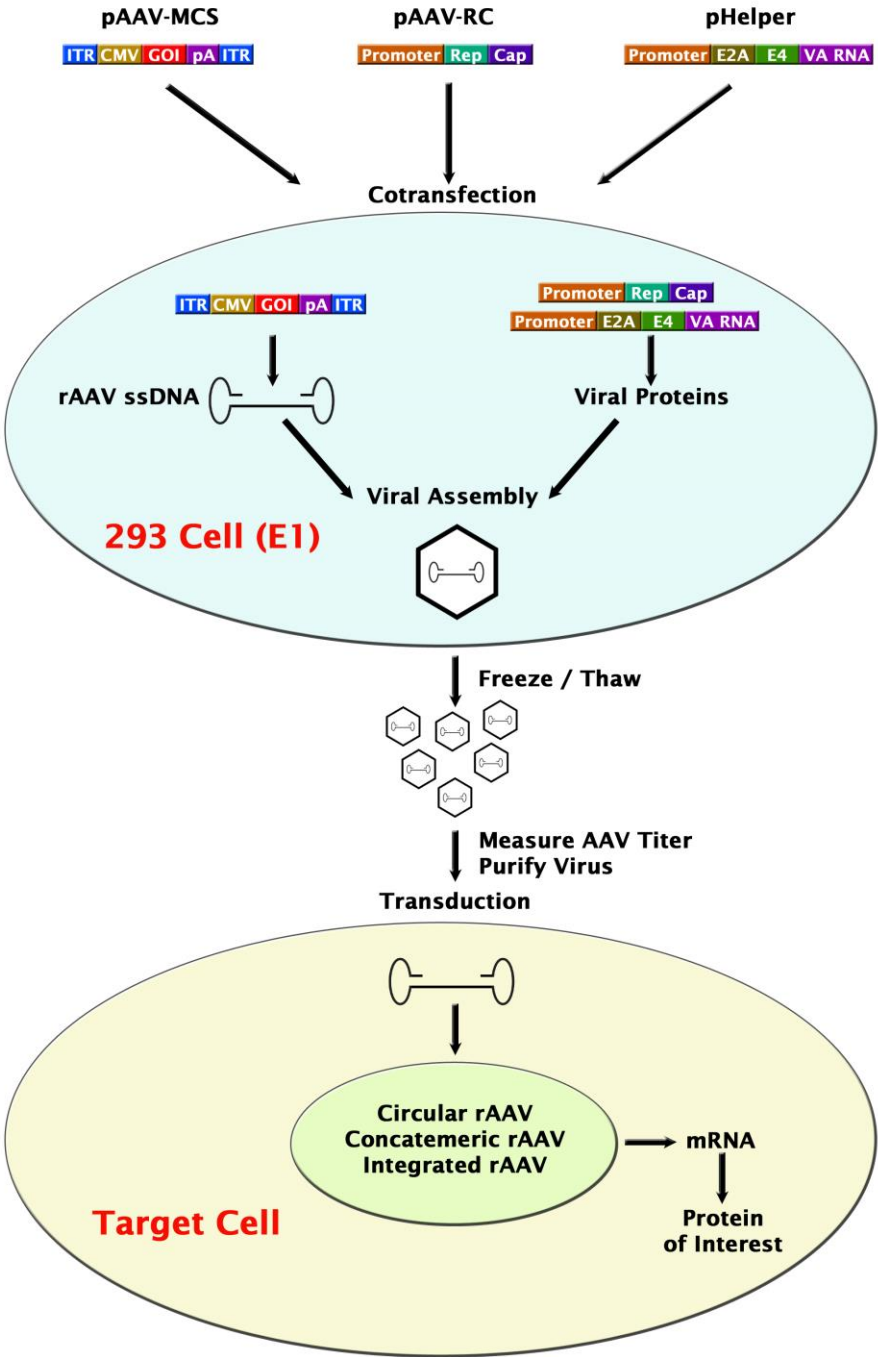 pAAV-MCS pAAV-RC pHelper
ITR CMV GOI pA ITR Promoter Rep Cap Promoter E2A E4 VA RNA
Cotransfection
ITR CMV GOI pA ITR
Promoter Rep Cap
Promoter E2A E4 VA RNA
rAAV ssDNA
Viral Proteins
Viral Assembly
293 Cell (E1)
Freeze / Thaw
Measure AAV Titer
Purify Virus
Transduction
Circular rAAV
Concatemeric rAAV
Integrated rAAV
mRNA
Protein
of Interest
Target Cell